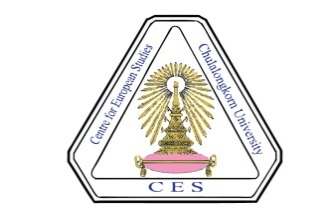 Centre for European Studies
Chulalongkorn University
CES